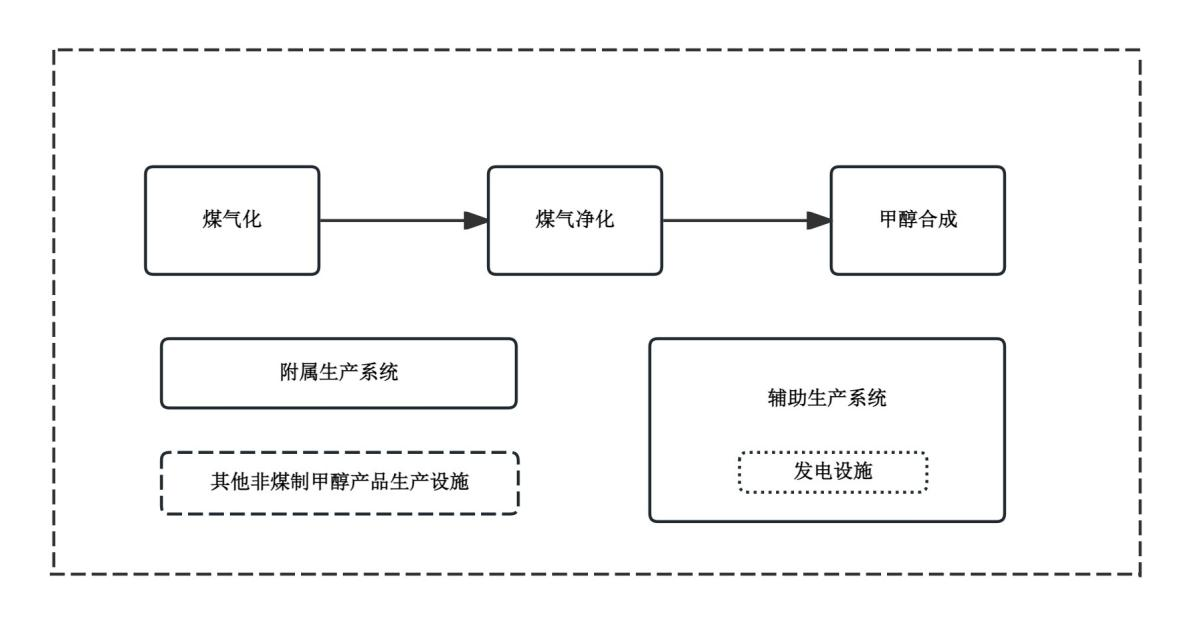 煤气化
煤气净化
甲醇合成
附属生产系统
辅助生产系统
其他非煤制甲醇产品生产设施
发电设施